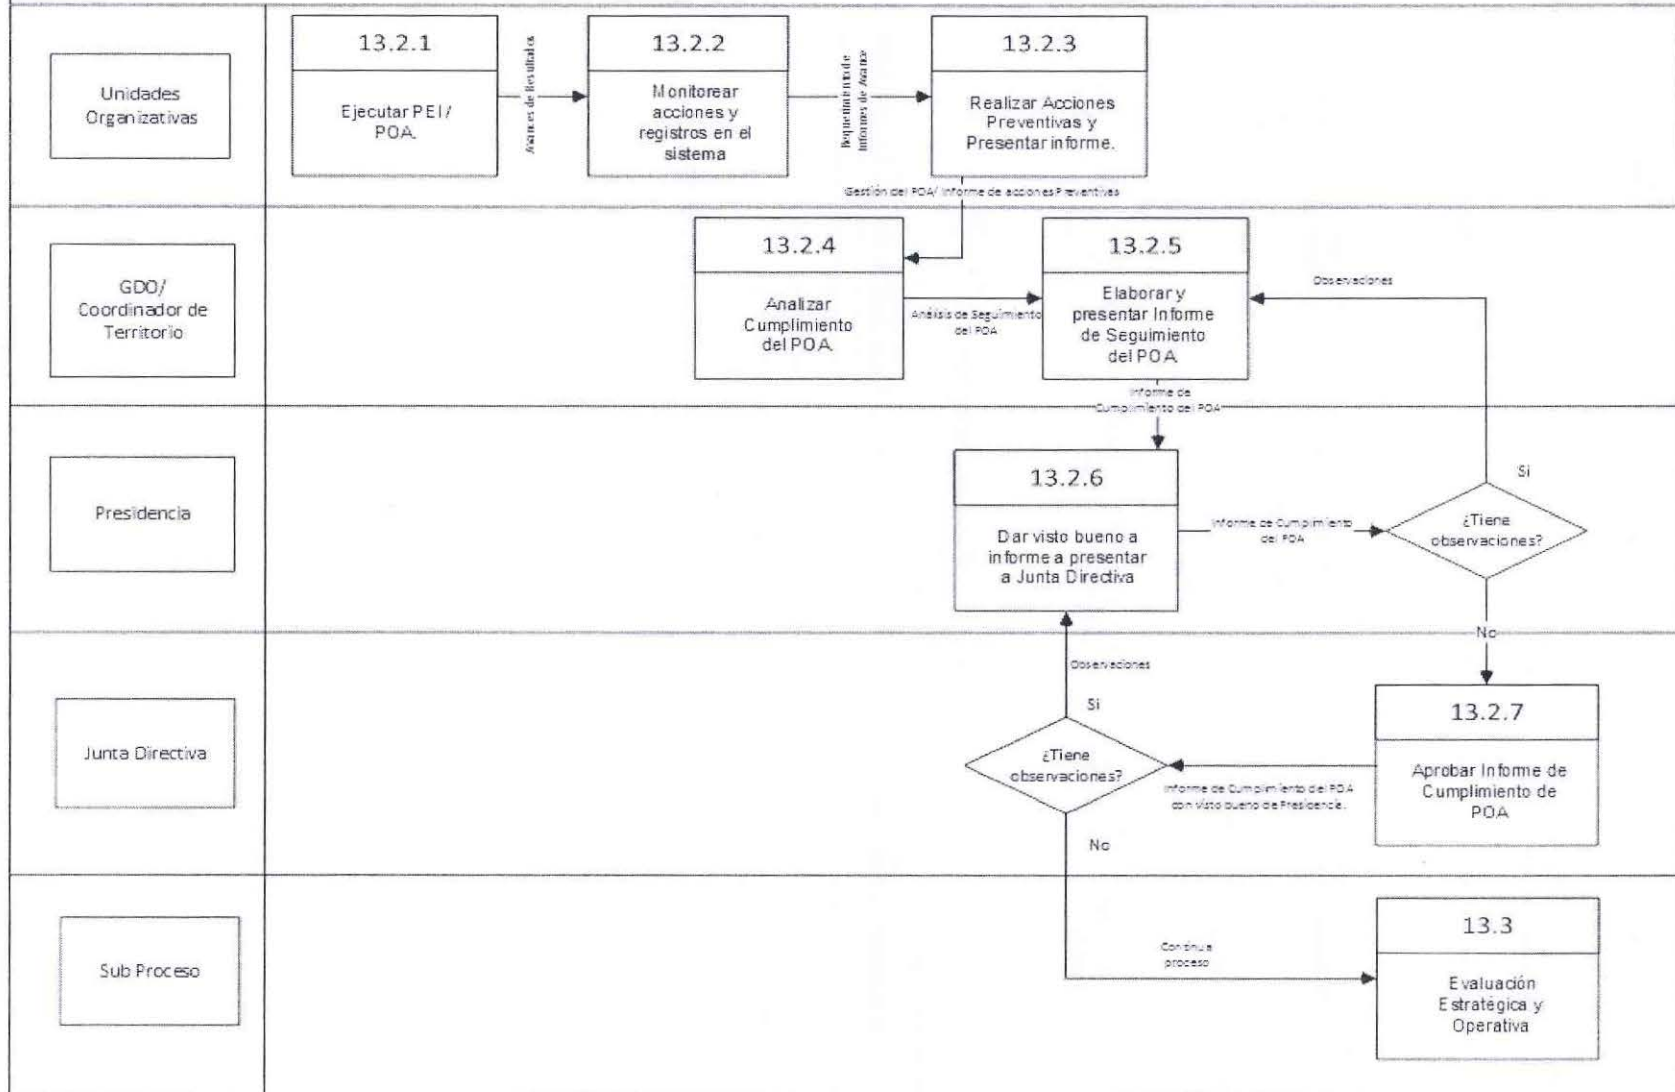 Unidades
Organizativas
13.2.1
Ejecutar PEI/
POA.
Avances de Resultados
13.2.2
Monitorear
acciones y
registros en el
sistema
Requerimiento de
Informes de Avance
13.2.3
Realizar Acciones
Preventivas y
Presentar informe.
Gestión del POA/ Informe de acciones Preventivas
GDO/
Coordinador de
Territorio
13.2.4
Analizar
Cumplimiento
del POA.
Análisis de Seguimiento
del POA
13.2.5
Elaborar y
presentar Informe
de Seguimiento
del POA
Observaciones
Informe de
Cumplimiento del POA
Presidencia
13.2.6
Dar visto bueno a
informe a presentar
a Junta Directiva
Informe de Cumplimiento
del POA
Si
¿Tiene
observaciones?
No
Junta Directiva
Observaciones
Si
¿Tiene
observaciones?
No
Informe de Cumplimiento del POA
con visto bueno de Presidencia.
13.2.7
Aprobar Informe de
Cumplimiento de
POA
Sub Proceso
Continua
proceso
13.3
Evaluación
Estratégica y
Operativa